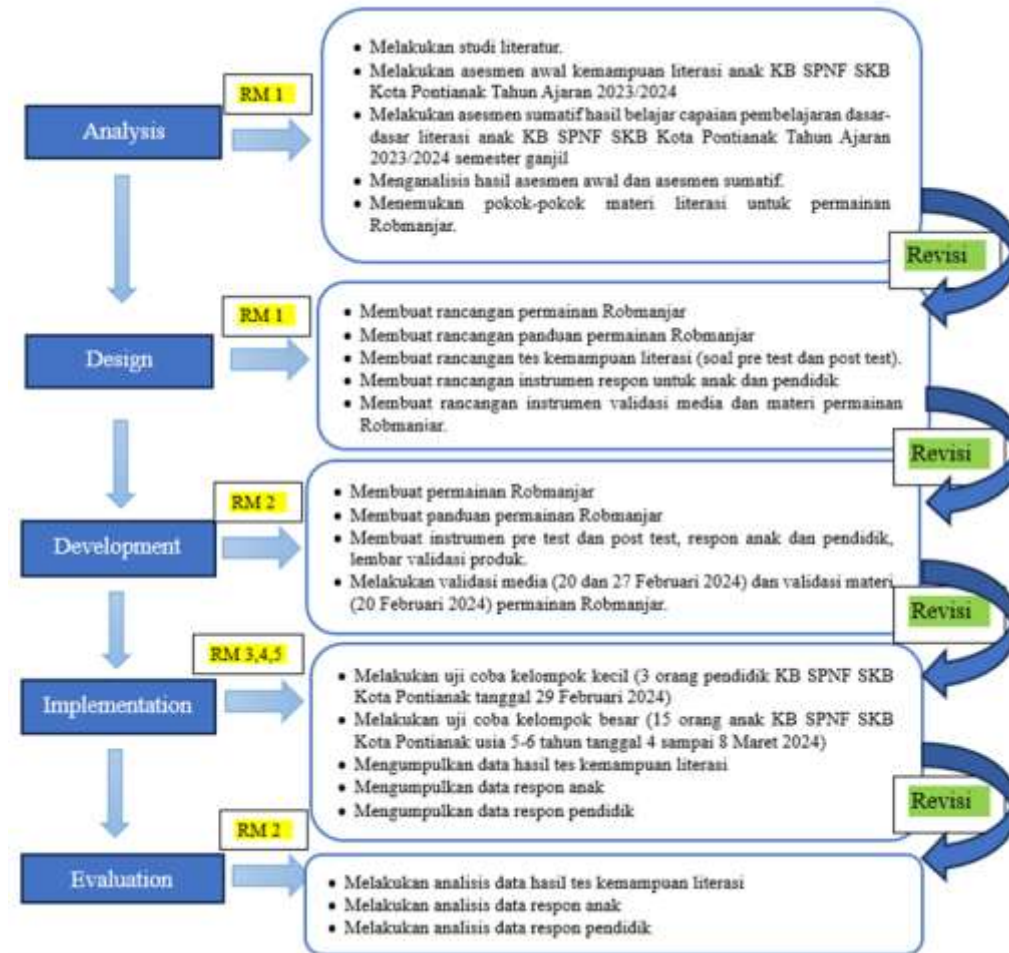 RM 1
Analysis
• Melakukan studi literatur.
• Melakukan asesmen awal kemampuan literasi anak KB SPNF SKB
Kota Pontianak Tahun Ajaran 2023/2024
• Melakukan asesmen sumatif hasil belajar capaian pembelajaran dasar-
dasar literasi anak KB SPNF SKB Kota Pontianak Tahun Ajaran
2023/2024 semester ganjil
• Menganalisis hasil asesmen awal dan asesmen sumatif.
• Menemukan pokok-pokok materi literasi untuk permainan
Robmanjar.
Revisi
RM 1
Design
• Membuat rancangan permainan Robmanjar
• Membuat rancangan panduan permainan Robmanjar
• Membuat rancangan tes kemampuan literasi (soal pre test dan post test).
• Membuat rancangan instrumen respon untuk anak dan pendidik
• Membuat rancangan instrumen validasi media dan materi permainan
Robmanjar.
Revisi
RM 2
Development
• Membuat permainan Robmanjar
• Membuat panduan permainan Robmanjar
• Membuat instrumen pre test dan post test, respon anak dan pendidik,
lembar validasi produk.
• Melakukan validasi media (20 dan 27 Februari 2024) dan validasi materi
(20 Februari 2024) permainan Robmanjar.
Revisi
RM 3,4,5
Implementation
• Melakukan uji coba kelompok kecil (3 orang pendidik KB SPNF SKB
Kota Pontianak tanggal 29 Februari 2024)
• Melakukan uji coba kelompok besar (15 orang anak KB SPNF SKB
Kota Pontianak usia 5-6 tahun tanggal 4 sampai 8 Maret 2024)
• Mengumpulkan data hasil tes kemampuan literasi
• Mengumpulkan data respon anak
• Mengumpulkan data respon pendidik
Revisi
RM 2
Evaluation
• Melakukan analisis data hasil tes kemampuan literasi
• Melakukan analisis data respon anak
• Melakukan analisis data respon pendidik